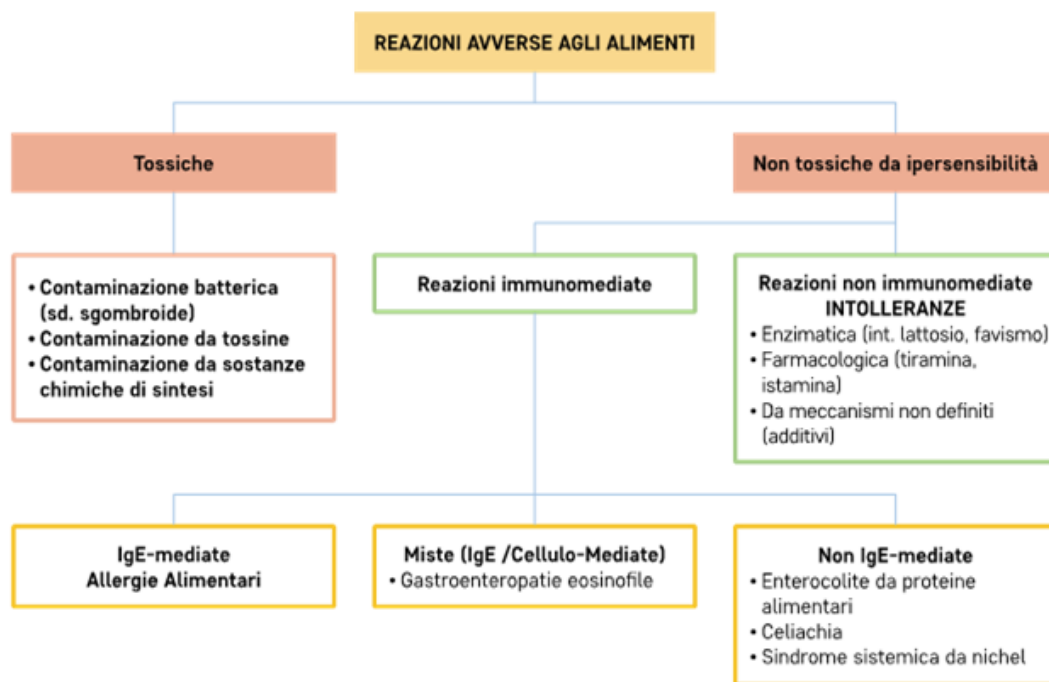 REAZIONI AVVERSE AGLI ALIMENTI
Tossiche
Non tossiche da ipersensibilità
• Contaminazione batterica
(sd. sgombroide)
• Contaminazione da tossine
• Contaminazione da sostanze
chimiche di sintesi
Reazioni immunomediate
Reazioni non immunomediate
INTOLLERANZE
• Enzimatica (int. lattosio, favismo)
• Farmacologica (tiramina,
istamina)
• Da meccanismi non definiti
(additivi)
IgE-mediate
Allergie Alimentari
Miste (IgE /Cellulo-Mediate)
• Gastroenteropatie eosinofile
Non IgE-mediate
• Enterocolite da proteine
alimentari
• Celiachia
• Sindrome sistemica da nichel